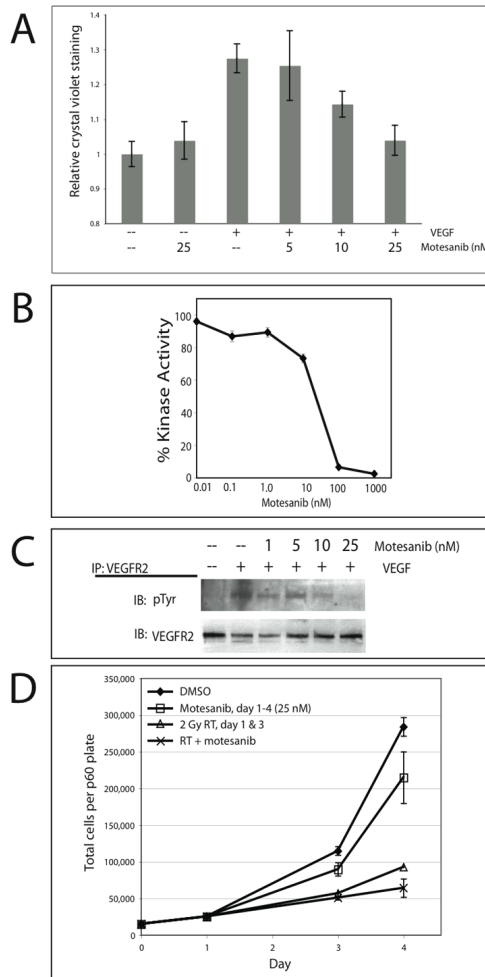 A
Relative crystal violet staining
1.4
1.3
1.2
1.1
1
0.8
-- -- + + + + VEGF
-- 25 -- 5 10 25 Motesanib (nM
B
% Kinase Activity
100
80
60
40
20
0
0.01 0.1 1.0 10 100 1000
Motesanib (nM)
C
-- -- 1 5 10 25 Motesanib (nM)
IP: VEGFR2 -- + + + + + VEGF
IB: pTyr
IB: VEGFR2
D
Total cells per p60 plate
350,000
300,000
250,000
200,000
150,000
100,000
50,000
0
DMSO
Motesanib, day 1-4 (25 nM)
2 Gy RT, day 1 & 3
RT + motesanib
0 1 2 3 4
Day